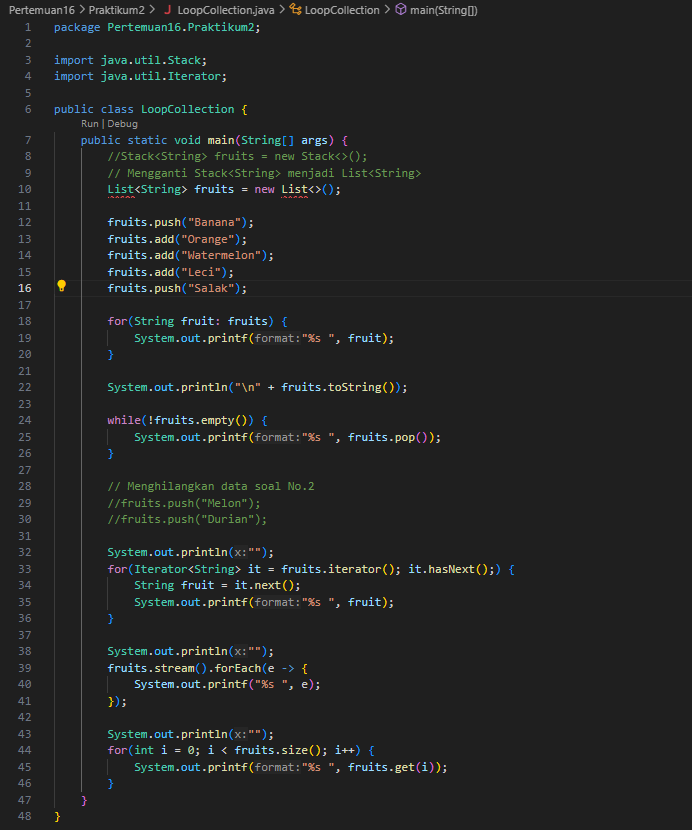 Pertemuan16 > Praktikum2 > J LoopCollection.java > LoopCollection > main(String[])
1 package Pertemuan16.Praktikum2;
2
3 import java.util.Stack;
4 import java.util.Iterator;
5
6 public class LoopCollection {
Run | Debug
7 public static void main(String[] args) {
8 //Stack<String> fruits = new Stack<>();
9 // Mengganti Stack<String> menjadi List<String>
10 List<String> fruits = new List<>();
11
12 fruits.push("Banana");
13 fruits.add("Orange");
14 fruits.add("Watermelon");
15 fruits.add("Leci");
16 fruits.push("Salak");
17
18 for(String fruit: fruits) {
19 System.out.printf(format:"%s ", fruit);
20 }
21
22 System.out.println("\n" + fruits.toString());
23
24 while(!fruits.empty()) {
25 System.out.printf(format:"%s ", fruits.pop());
26 }
27
28 // Menghilangkan data soal No.2
29 //fruits.push("Melon");
30 //fruits.push("Durian");
31
32 System.out.println(x:"");
33 for(Iterator<String> it = fruits.iterator(); it.hasNext();) {
34 String fruit = it.next();
35 System.out.printf(format:"%s ", fruit);
36 }
37
38 System.out.println(x:"");
39 fruits.stream().forEach(e -> {
40 System.out.printf("%s ", e);
41 });
42
43 System.out.println(x:"");
44 for(int i = 0; i < fruits.size(); i++) {
45 System.out.printf(format:"%s ", fruits.get(i));
46 }
47 }
48 }